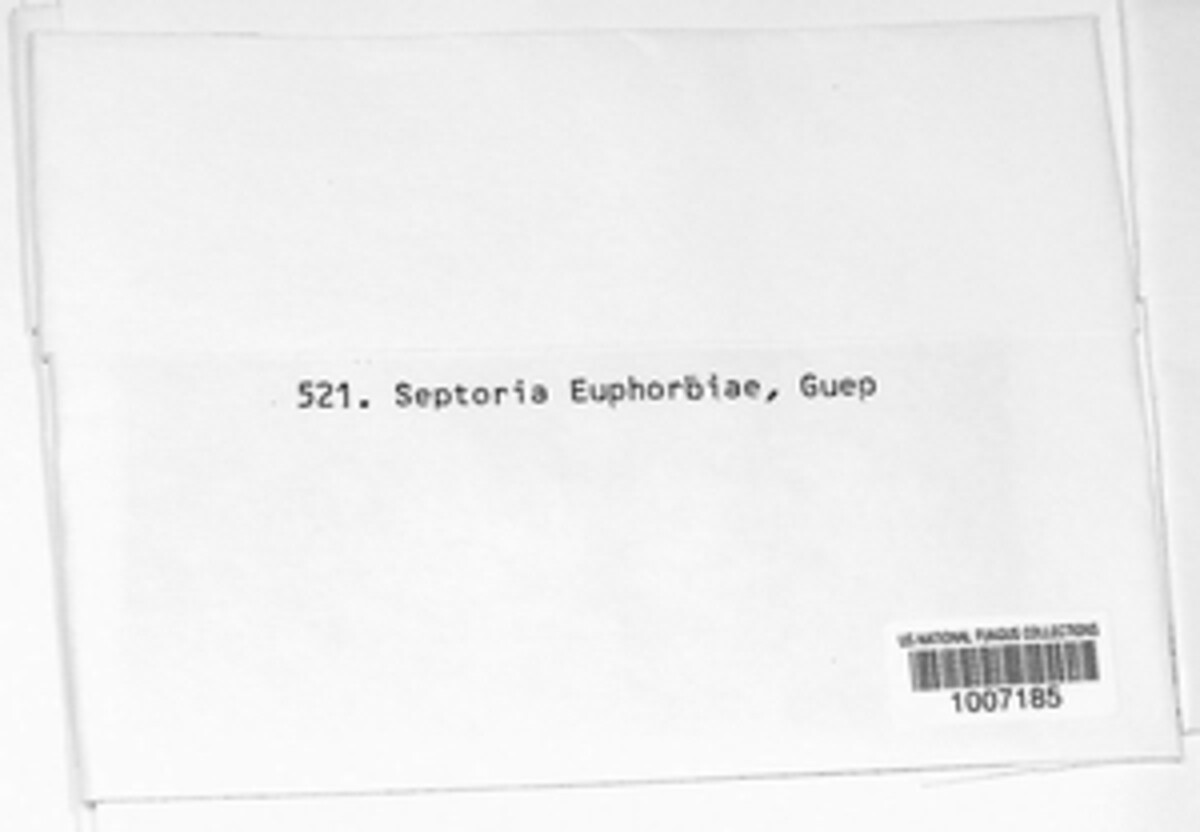 521. Septoria Euphorbiae, Guep
US NATIONAL FUNGUS COLLECTIONS
1007185